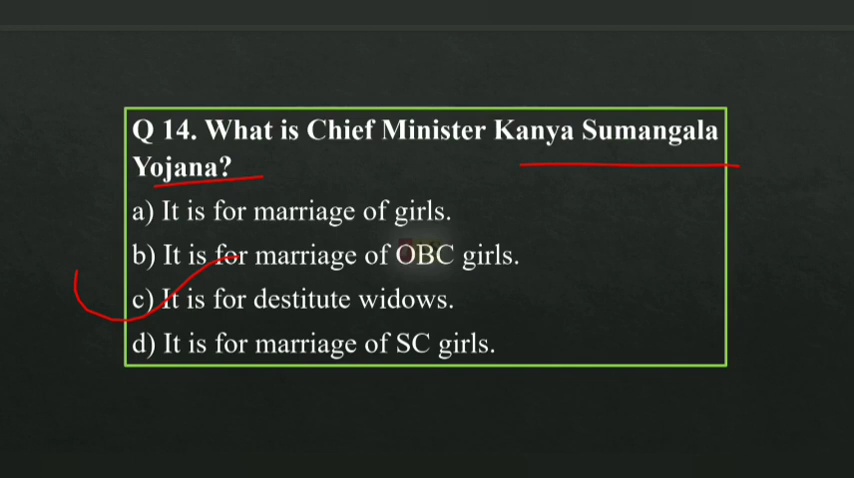 Q 14. What is Chief Minister Kanya Sumangala
Yojana?
a) It is for marriage of girls.
b) It is for marriage of OBC girls.
c) It is for destitute widows.
d) It is for marriage of SC girls.